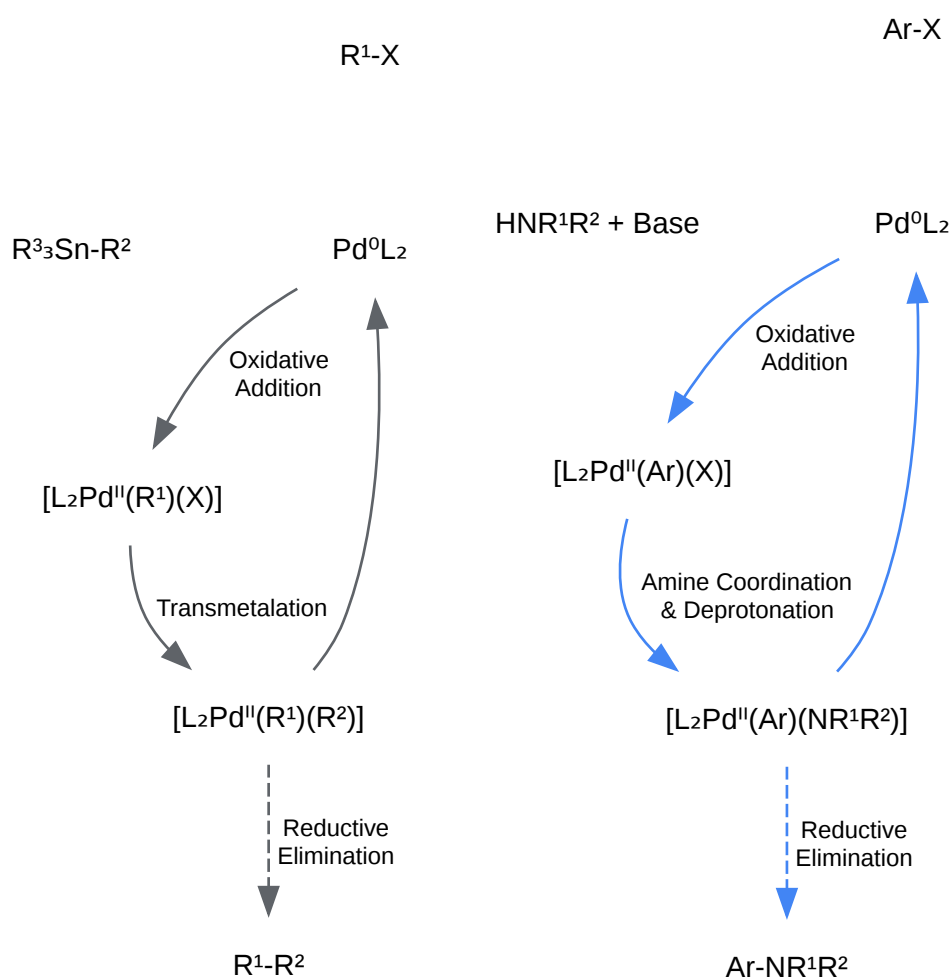 R¹-X
R³₃Sn-R²
Pd⁰L₂
Oxidative
Addition
[L₂Pdᴵᴵ(R¹)(X)]
Transmetalation
[L₂Pdᴵᴵ(R¹)(R²)]
Reductive
Elimination
R¹-R²
Ar-X
HNR¹R² + Base
Pd⁰L₂
Oxidative
Addition
[L₂Pdᴵᴵ(Ar)(X)]
Amine Coordination
& Deprotonation
[L₂Pdᴵᴵ(Ar)(NR¹R²)]
Reductive
Elimination
Ar-NR¹R²